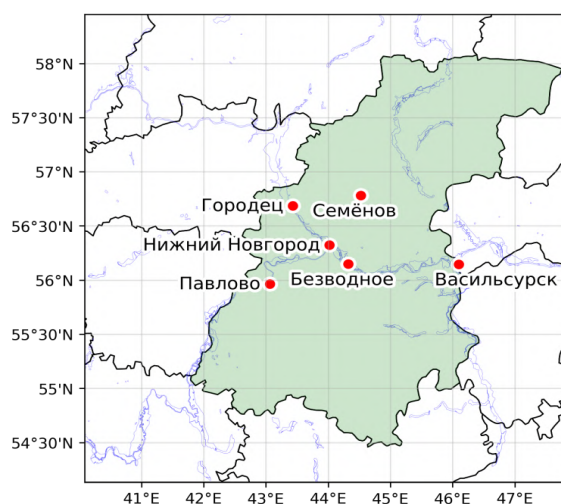 58°N
57°30'N
57°N
Городец
Семёнов
56°30'N
Нижний Новгород
56°N
Павлово
Безводное
Васильсурск
55°30'N
55°N
54°30'N
41°E
42°E
43°E
44°E
45°E
46°E
47°E